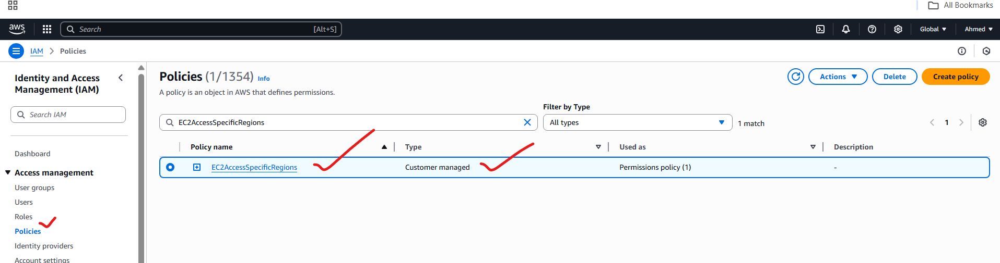 All Bookmarks
aws Search [Alt+S] Global Ahmed
IAM > Policies
Identity and Access
Management (IAM)
Search IAM
Dashboard
Access management
User groups
Users
Roles
Policies
Identity providers
Account settings
Policies (1/1354) Info
Actions Delete Create policy
A policy is an object in AWS that defines permissions.
Filter by Type
EC2AccessSpecificRegions All types 1 match 1
Policy name Type Used as Description
EC2AccessSpecificRegions Customer managed Permissions policy (1) -